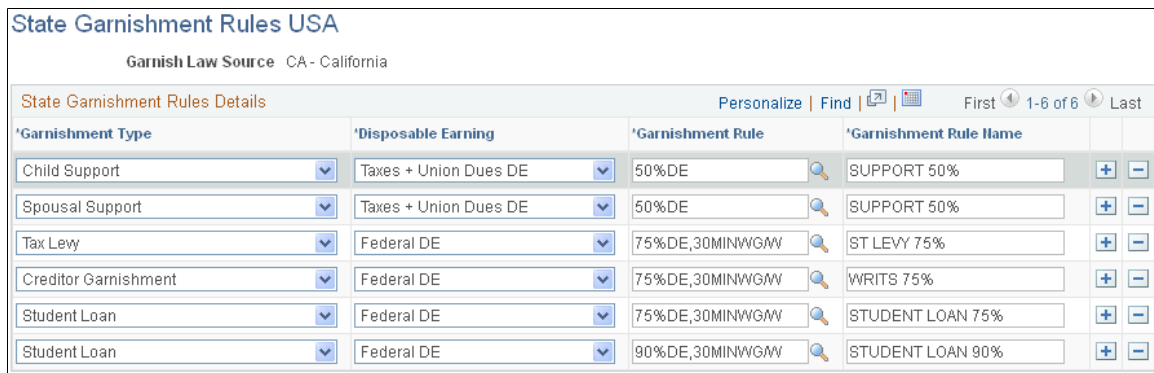 State Garnishment Rules USA
Garnish Law Source CA - California
State Garnishment Rules Details Personalize | Find | | First 1-6 of 6 Last
*Garnishment Type *Disposable Earning *Garnishment Rule *Garnishment Rule Name
Child Support Taxes + Union Dues DE 50%DE SUPPORT 50%
Spousal Support Taxes + Union Dues DE 50%DE SUPPORT 50%
Tax Levy Federal DE 75%DE,30MINWG/W ST LEVY 75%
Creditor Garnishment Federal DE 75%DE,30MINWG/W WRITS 75%
Student Loan Federal DE 75%DE,30MINWG/W STUDENT LOAN 75%
Student Loan Federal DE 90%DE,30MINWG/W STUDENT LOAN 90%